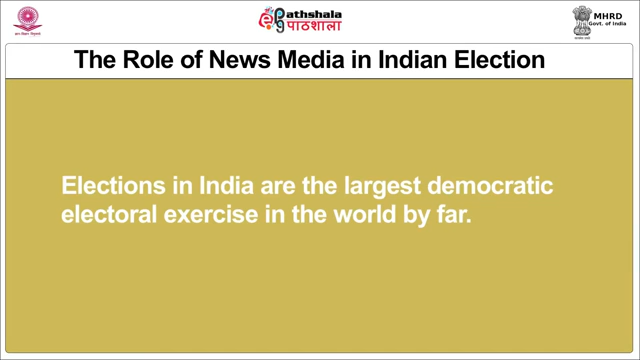 ePathshala
पाठशाला
MHRD
Govt. of India
The Role of News Media in Indian Election
Elections in India are the largest democratic
electoral exercise in the world by far.